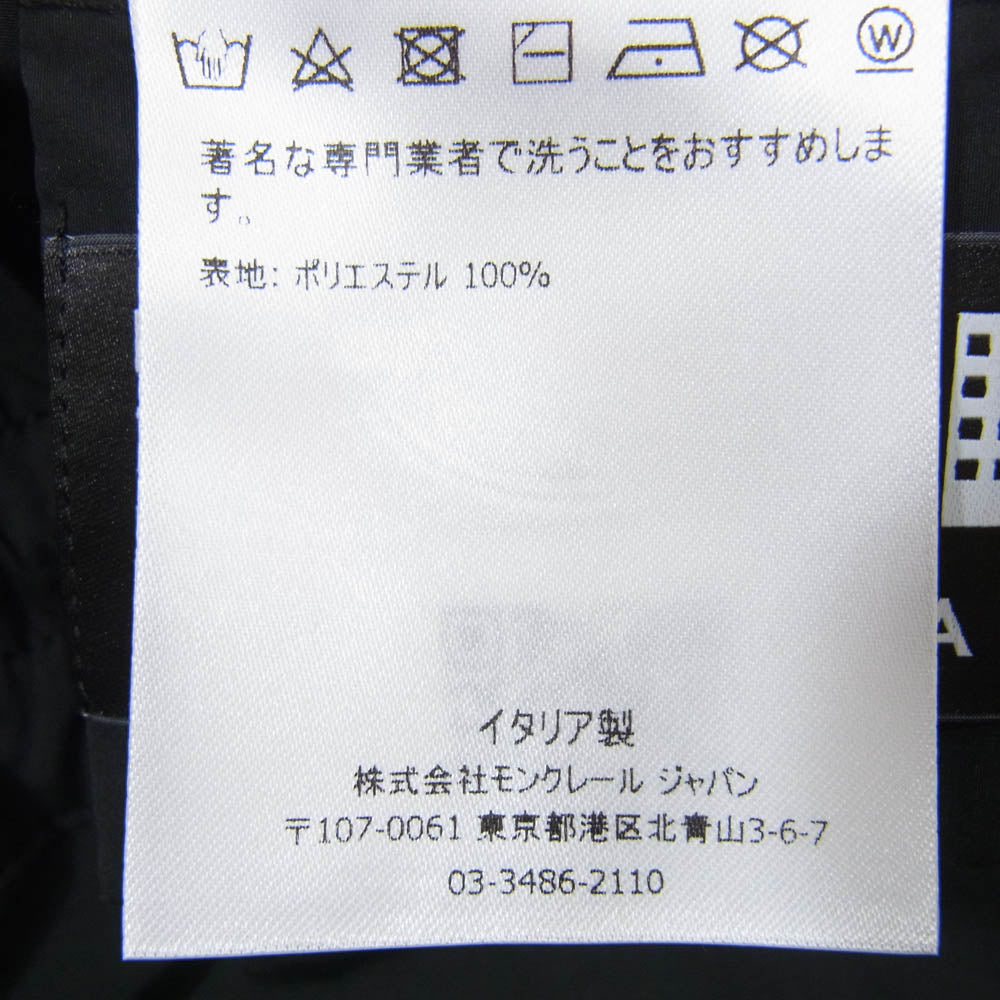 W
著名な専門業者で洗うことをおすすめしま
す。
表地: ポリエステル 100%
A
イタリア製
株式会社モンクレール ジャパン
〒107-0061 東京都港区北青山3-6-7
03-3486-2110